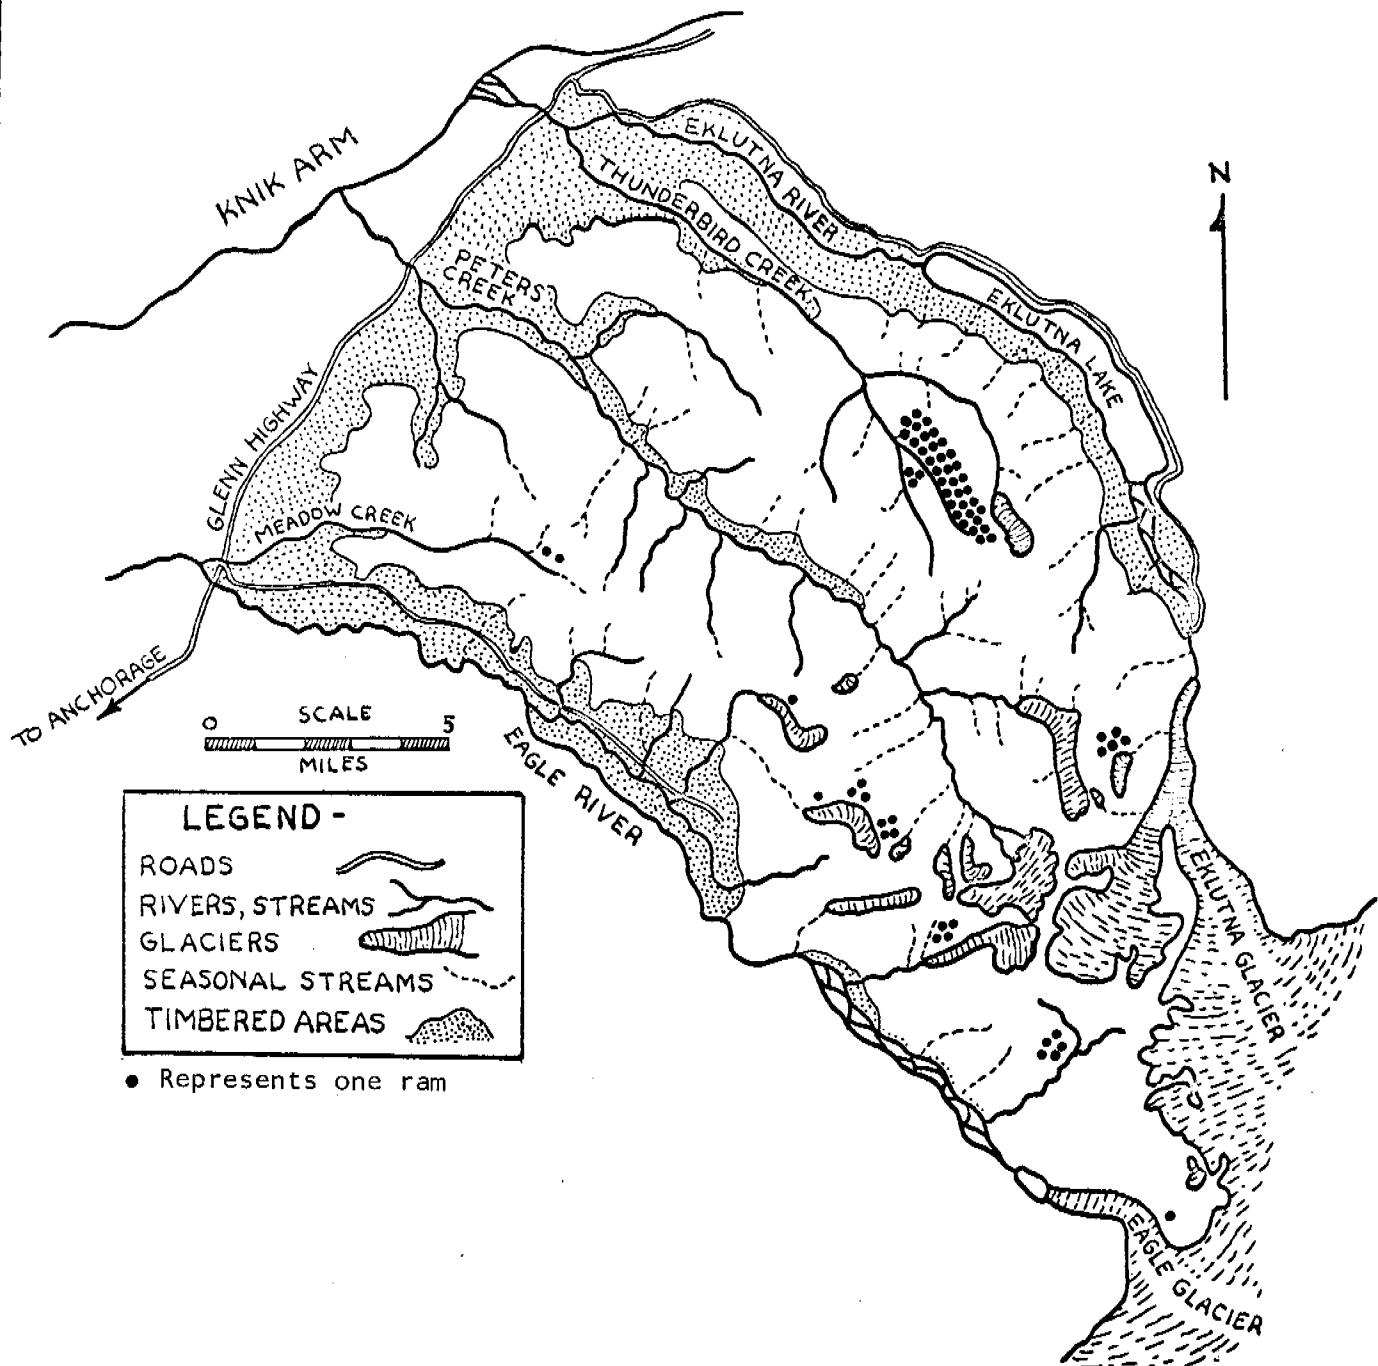 KNIK ARM
EKLUTNA RIVER
THUNDERBIRD CREEK
PETERS
CREEK
EKLUTNA LAKE
N
GLENN HIGHWAY
MEADOW CREEK
TO ANCHORAGE
EAGLE RIVER
0 SCALE 5
MILES
LEGEND -
ROADS
RIVERS, STREAMS
GLACIERS
SEASONAL STREAMS
TIMBERED AREAS
● Represents one ram
EKLUTNA GLACIER
EAGLE GLACIER